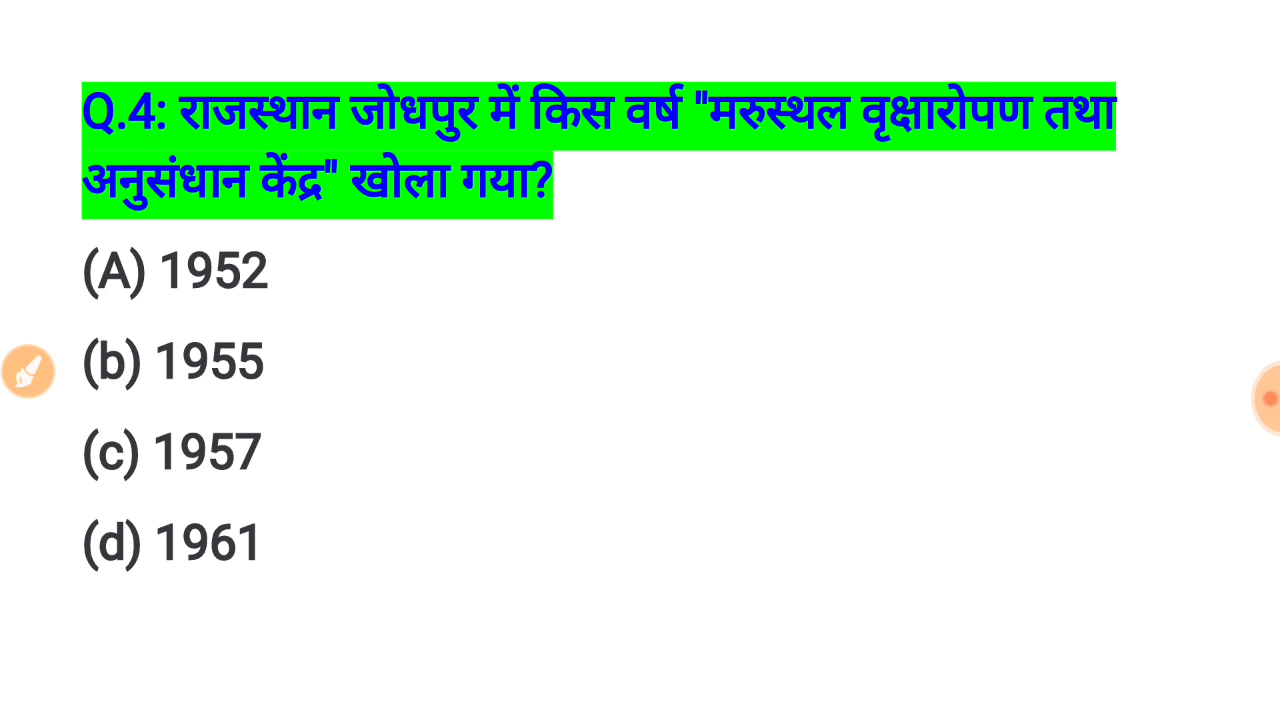 Q.4: राजस्थान जोधपुर में किस वर्ष "मरुस्थल वृक्षारोपण तथा
अनुसंधान केंद्र" खोला गया?
(A) 1952
(b) 1955
(c) 1957
(d) 1961